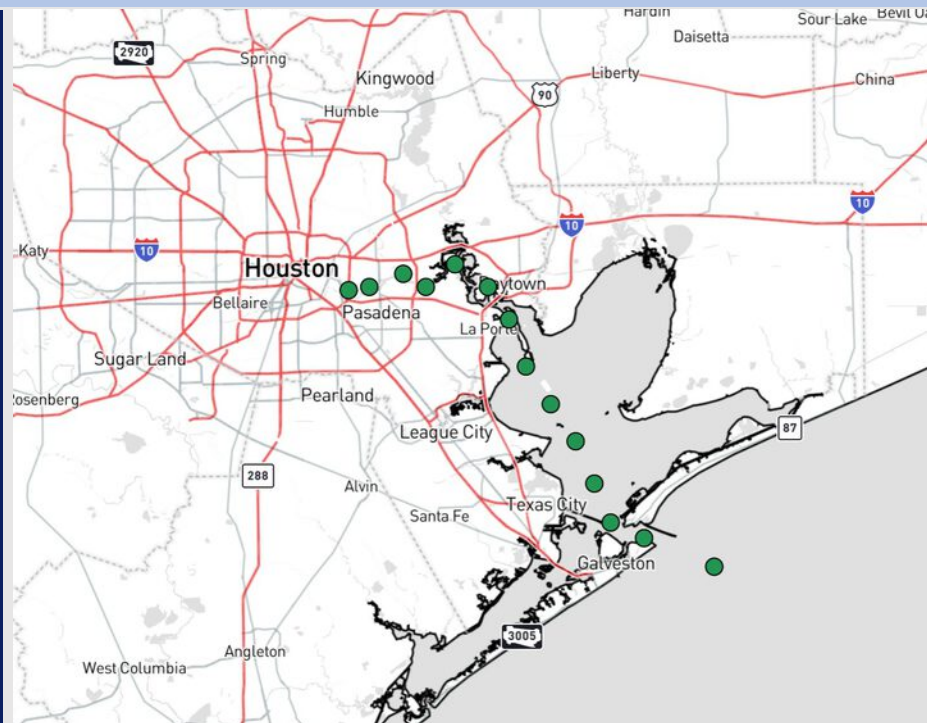 Hardin
Sour Lake
Daisetta
2920
Spring
Kingwood
Liberty
China
90
Humble
10
10
Katy
10
Houston
Bellaire
Pasadena
La Porte
Sugar Land
Pearland
League City
87
288
Alvin
Texas City
Santa Fe
Galveston
3005
Angleton
West Columbia